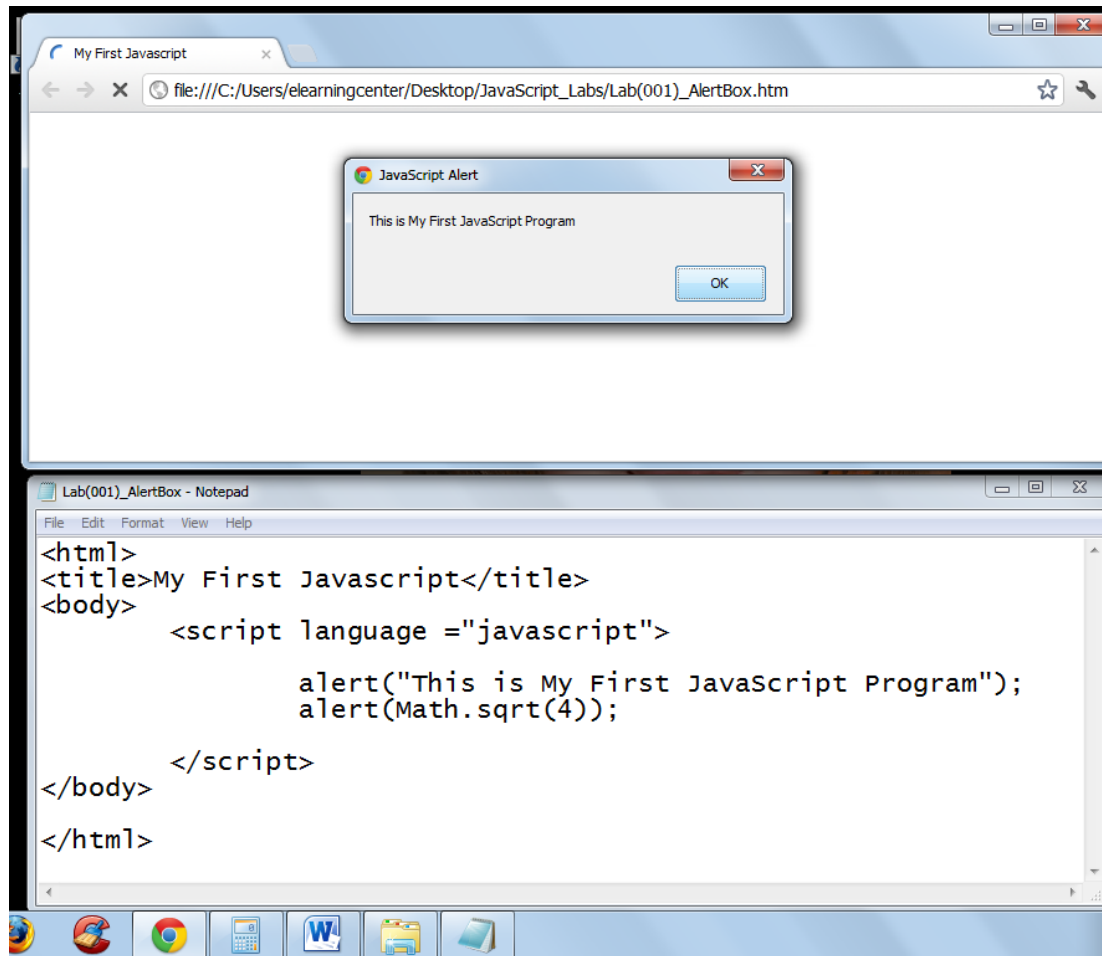 My First Javascript
file:///C:/Users/elearningcenter/Desktop/JavaScript_Labs/Lab(001)_AlertBox.htm
JavaScript Alert
This is My First JavaScript Program
OK
Lab(001)_AlertBox - Notepad
File Edit Format View Help
<html>
<title>My First Javascript</title>
<body>
<script language ="javascript">
alert("This is My First JavaScript Program");
alert(Math.sqrt(4));
</script>
</body>
</html>
W